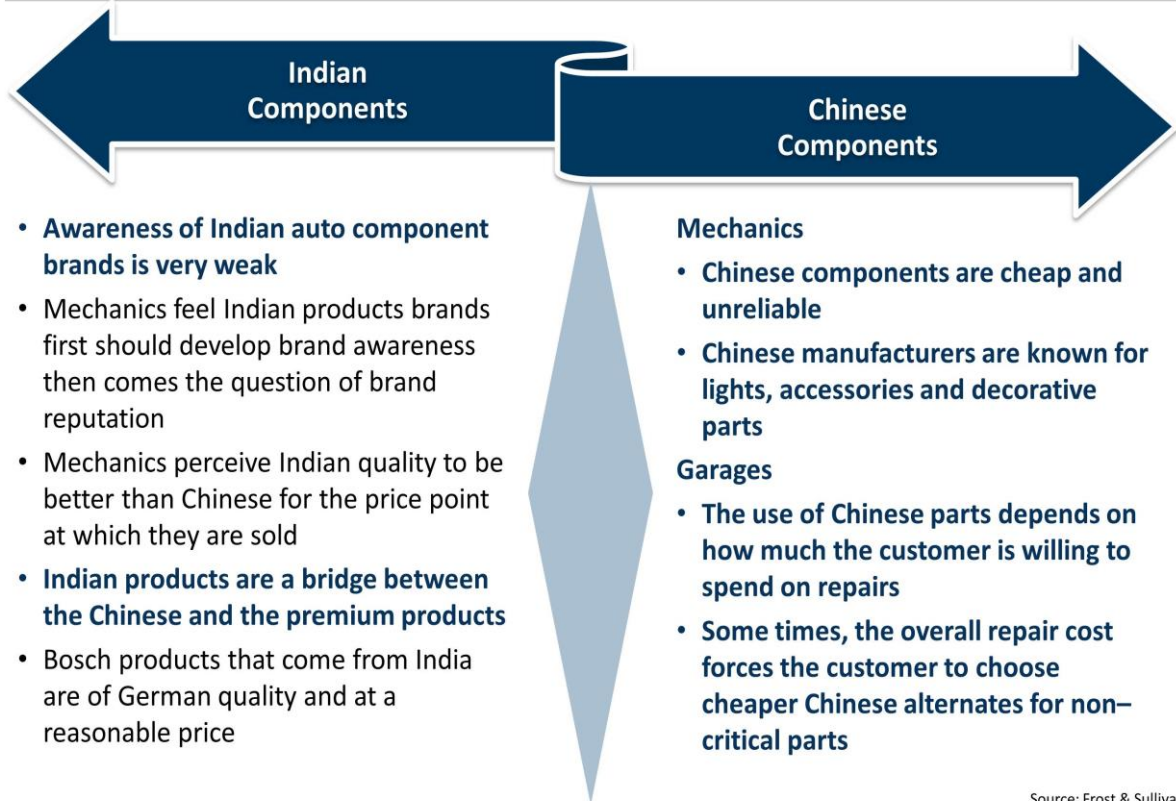 Indian
Components
Chinese
Components
• Awareness of Indian auto component
brands is very weak
• Mechanics feel Indian products brands
first should develop brand awareness
then comes the question of brand
reputation
• Mechanics perceive Indian quality to be
better than Chinese for the price point
at which they are sold
• Indian products are a bridge between
the Chinese and the premium products
• Bosch products that come from India
are of German quality and at a
reasonable price
Mechanics
• Chinese components are cheap and
unreliable
• Chinese manufacturers are known for
lights, accessories and decorative
parts
Garages
• The use of Chinese parts depends on
how much the customer is willing to
spend on repairs
• Some times, the overall repair cost
forces the customer to choose
cheaper Chinese alternates for non–
critical parts
Source: Frost & Sulliva